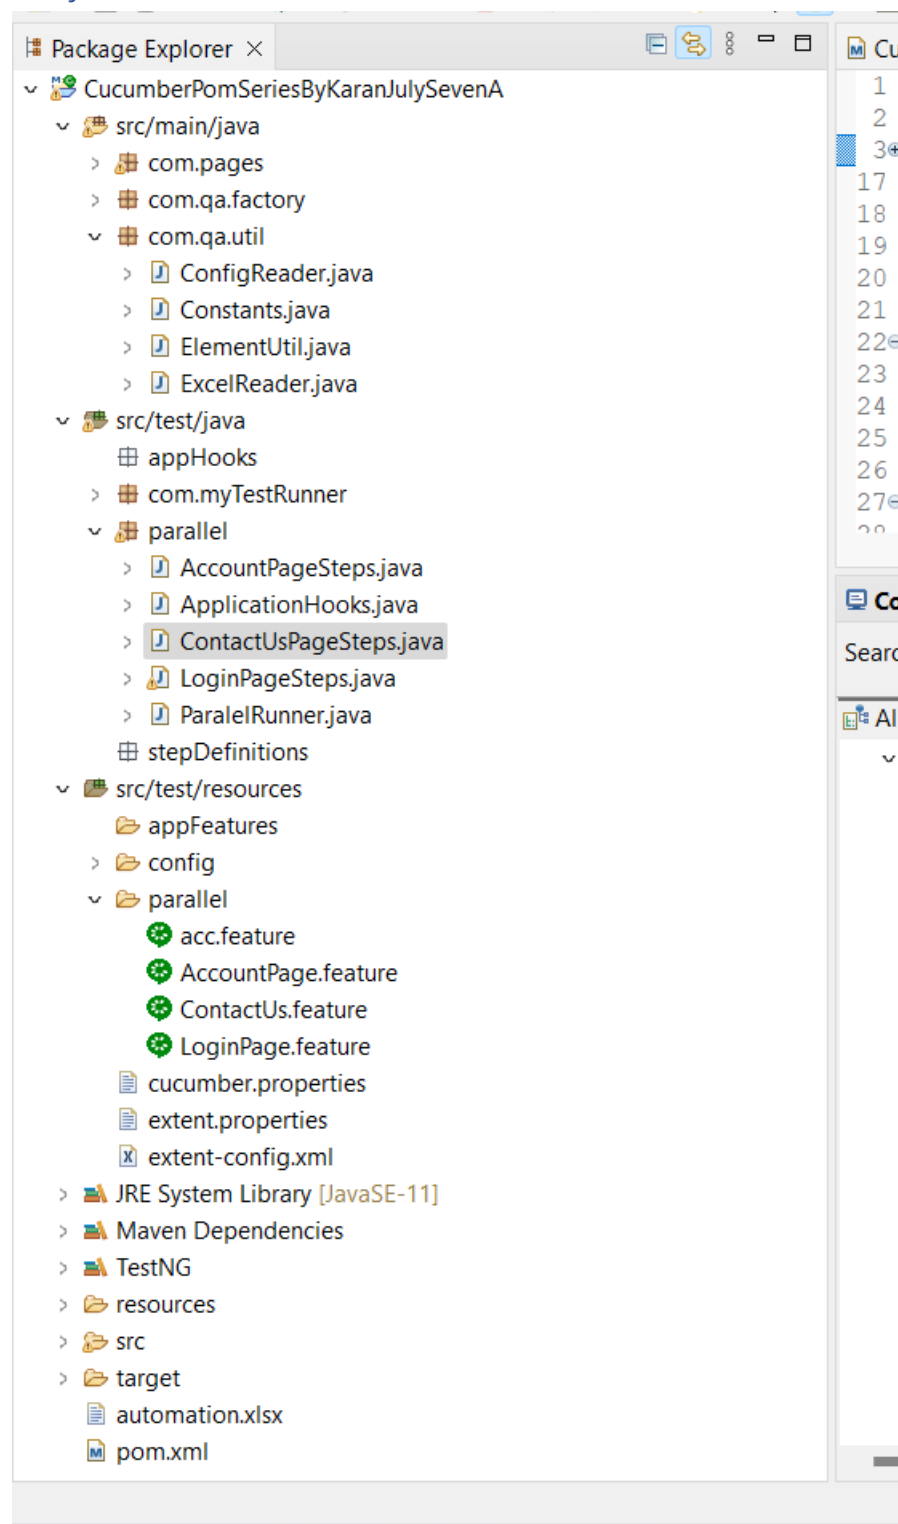 Package Explorer
CucumberPomSeriesByKaranJulySevenA
src/main/java
com.pages
com.qa.factory
com.qa.util
ConfigReader.java
Constants.java
ElementUtil.java
ExcelReader.java
src/test/java
appHooks
com.myTestRunner
parallel
AccountPageSteps.java
ApplicationHooks.java
ContactUsPageSteps.java
LoginPageSteps.java
ParalelRunner.java
stepDefinitions
src/test/resources
appFeatures
config
parallel
acc.feature
AccountPage.feature
ContactUs.feature
LoginPage.feature
cucumber.properties
extent.properties
extent-config.xml
JRE System Library [JavaSE-11]
Maven Dependencies
TestNG
resources
src
target
automation.xlsx
pom.xml
Cu
1
2
3
17
18
19
20
21
22
23
24
25
26
27
Co
Searc
Al